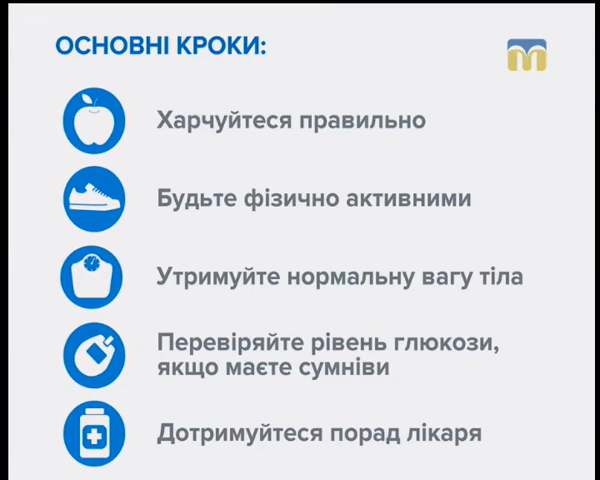 ОСНОВНІ КРОКИ:
Харчуйтеся правильно
Будьте фізично активними
Утримуйте нормальну вагу тіла
Перевіряйте рівень глюкози,
якщо маєте сумніви
Дотримуйтеся порад лікаря